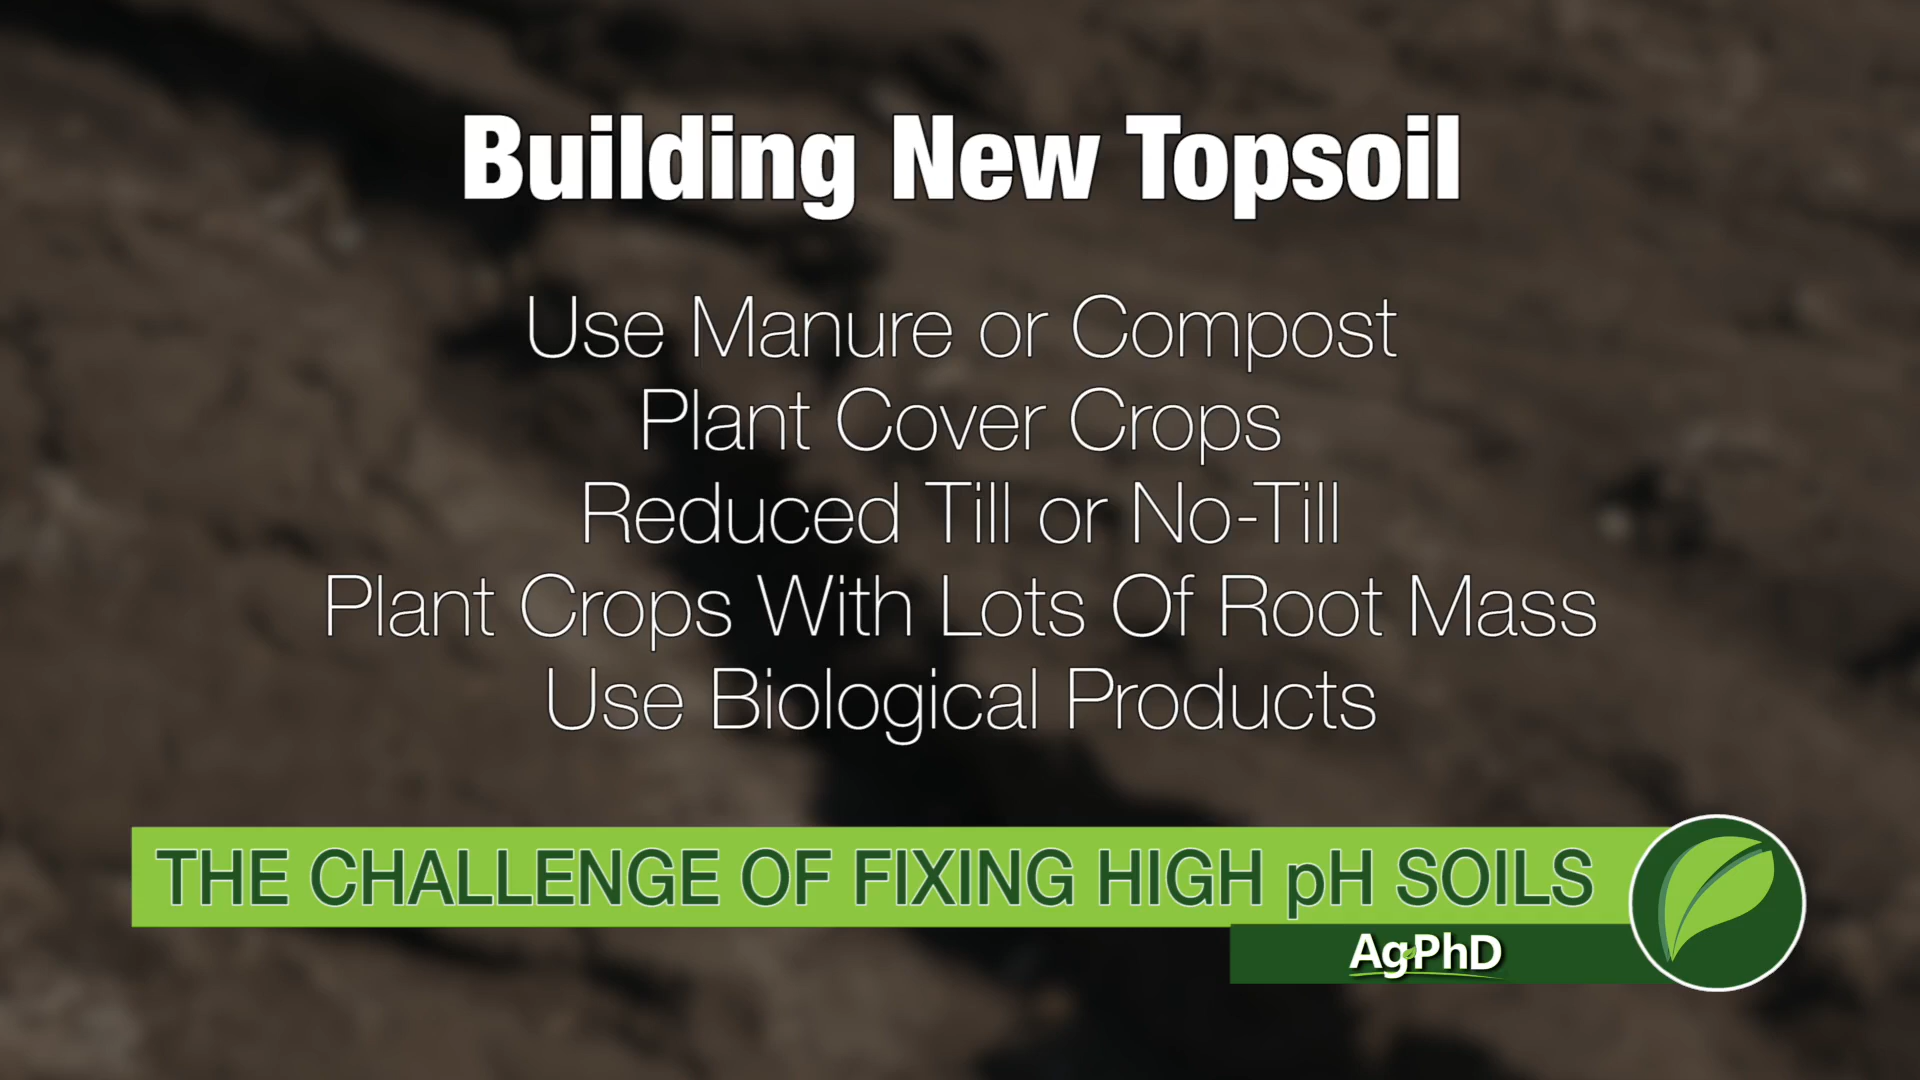 Building New Topsoil
Use Manure or Compost
Plant Cover Crops
Reduced Till or No-Till
Plant Crops With Lots Of Root Mass
Use Biological Products
THE CHALLENGE OF FIXING HIGH pH SOILS
AgPhD